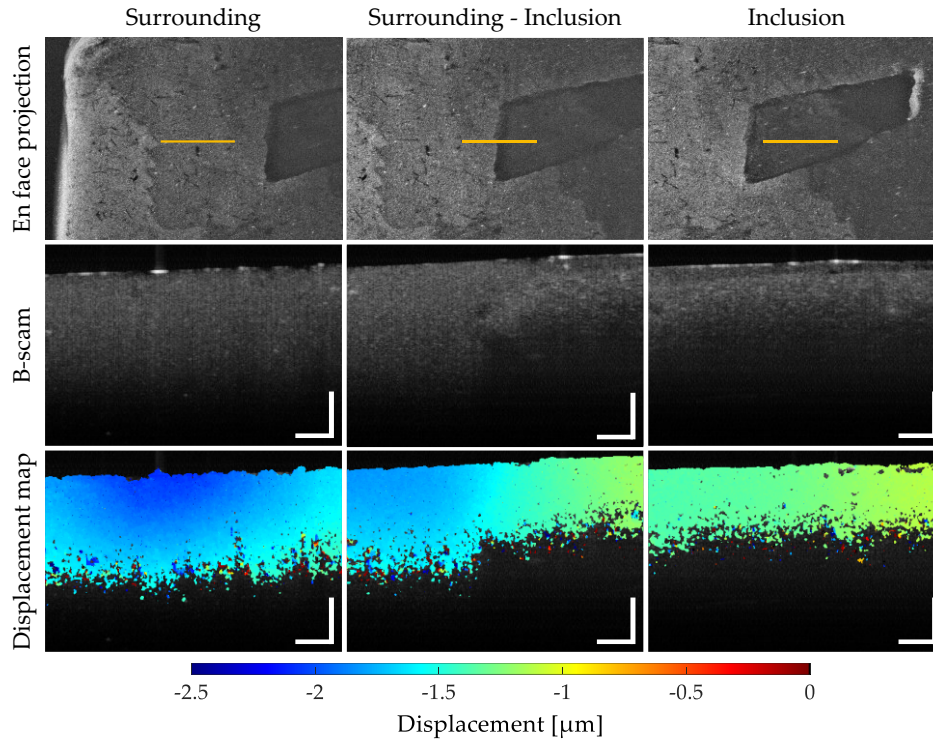 Surrounding
Surrounding - Inclusion
Inclusion
En face projection
B-scam
Displacement map
-2.5 -2 -1.5 -1 -0.5 0
Displacement [µm]